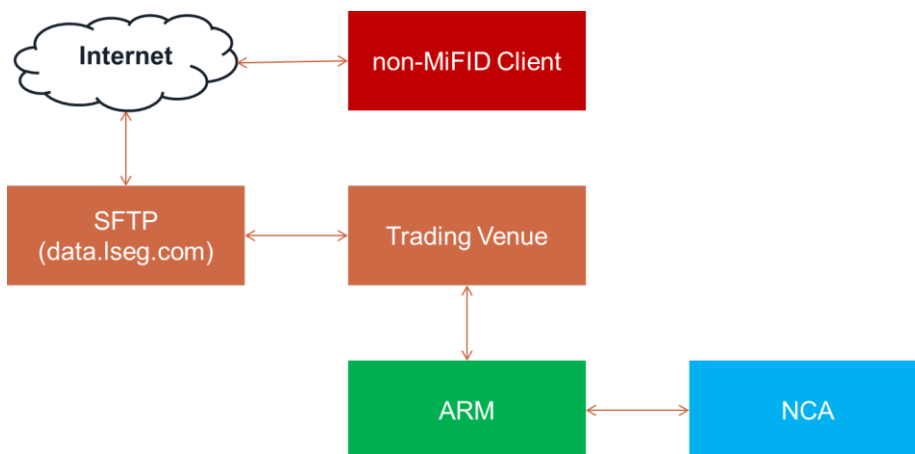 Internet
non-MiFID Client
SFTP
(data.lseg.com)
Trading Venue
ARM
NCA